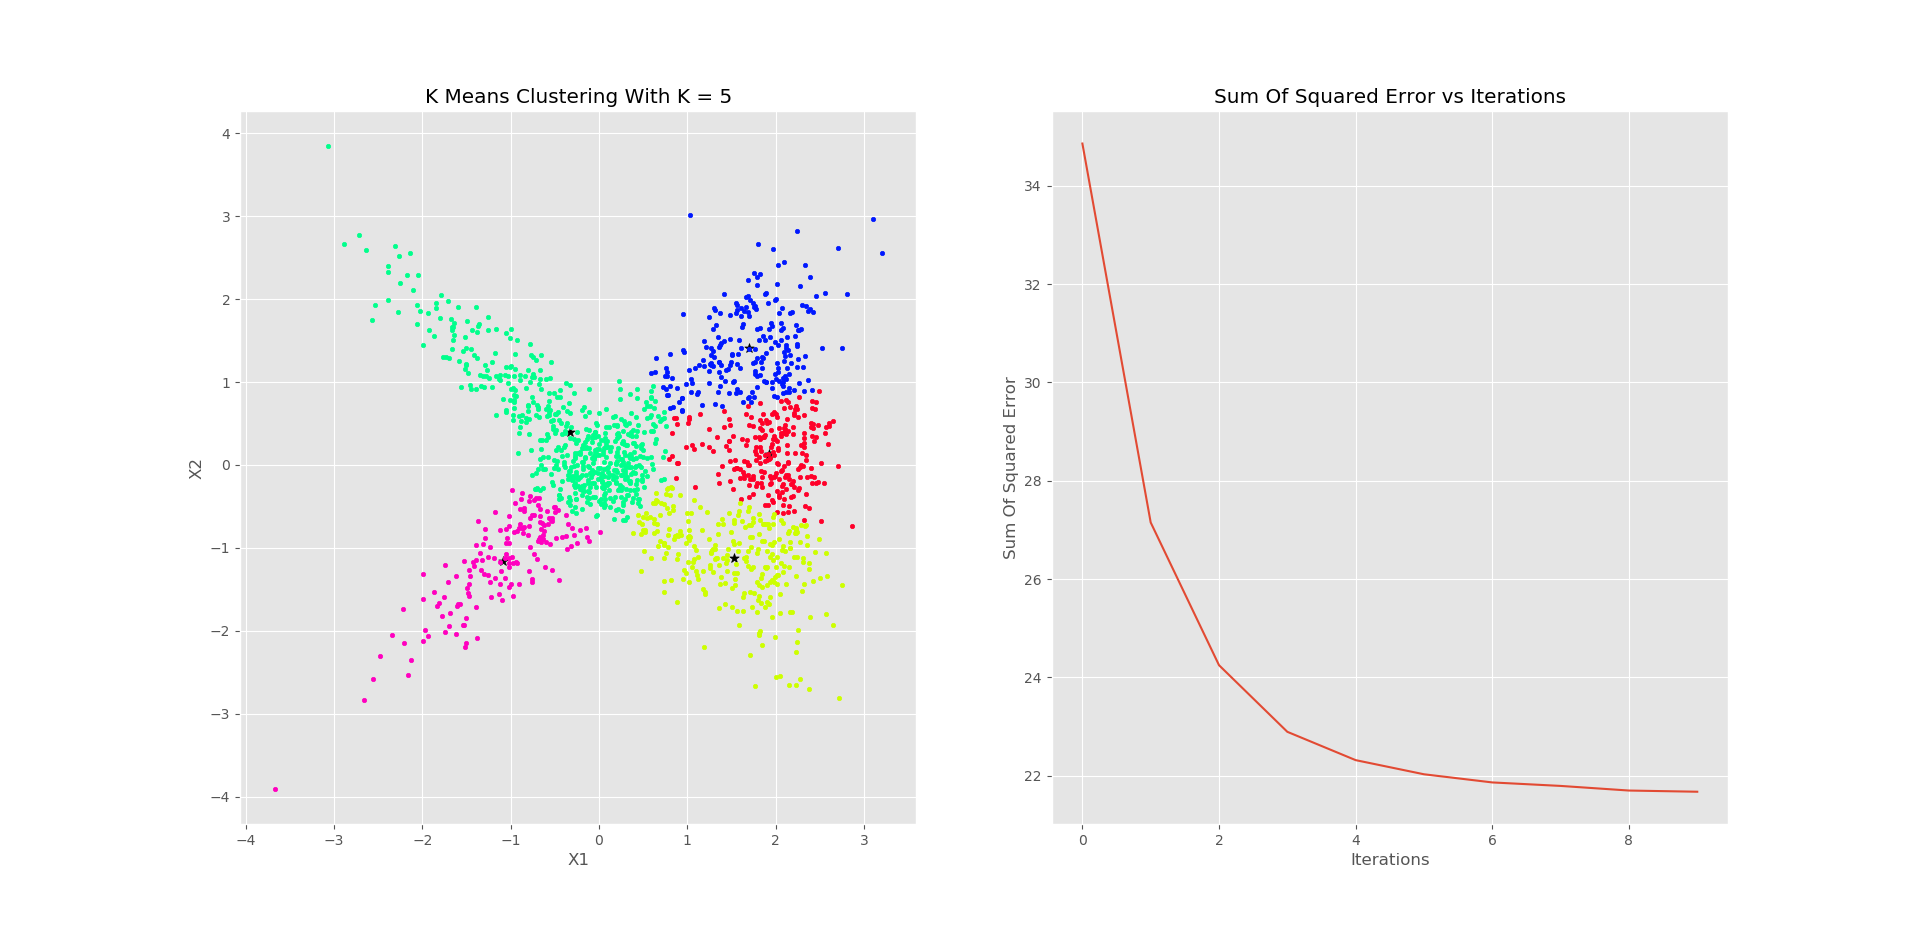 K Means Clustering With K = 5
4
3
2
1
0
−1
−2
−3
−4
X2
−4 −3 −2 −1 0 1 2 3
X1
Sum Of Squared Error vs Iterations
34
32
30
28
26
24
22
Sum Of Squared Error
0 2 4 6 8
Iterations